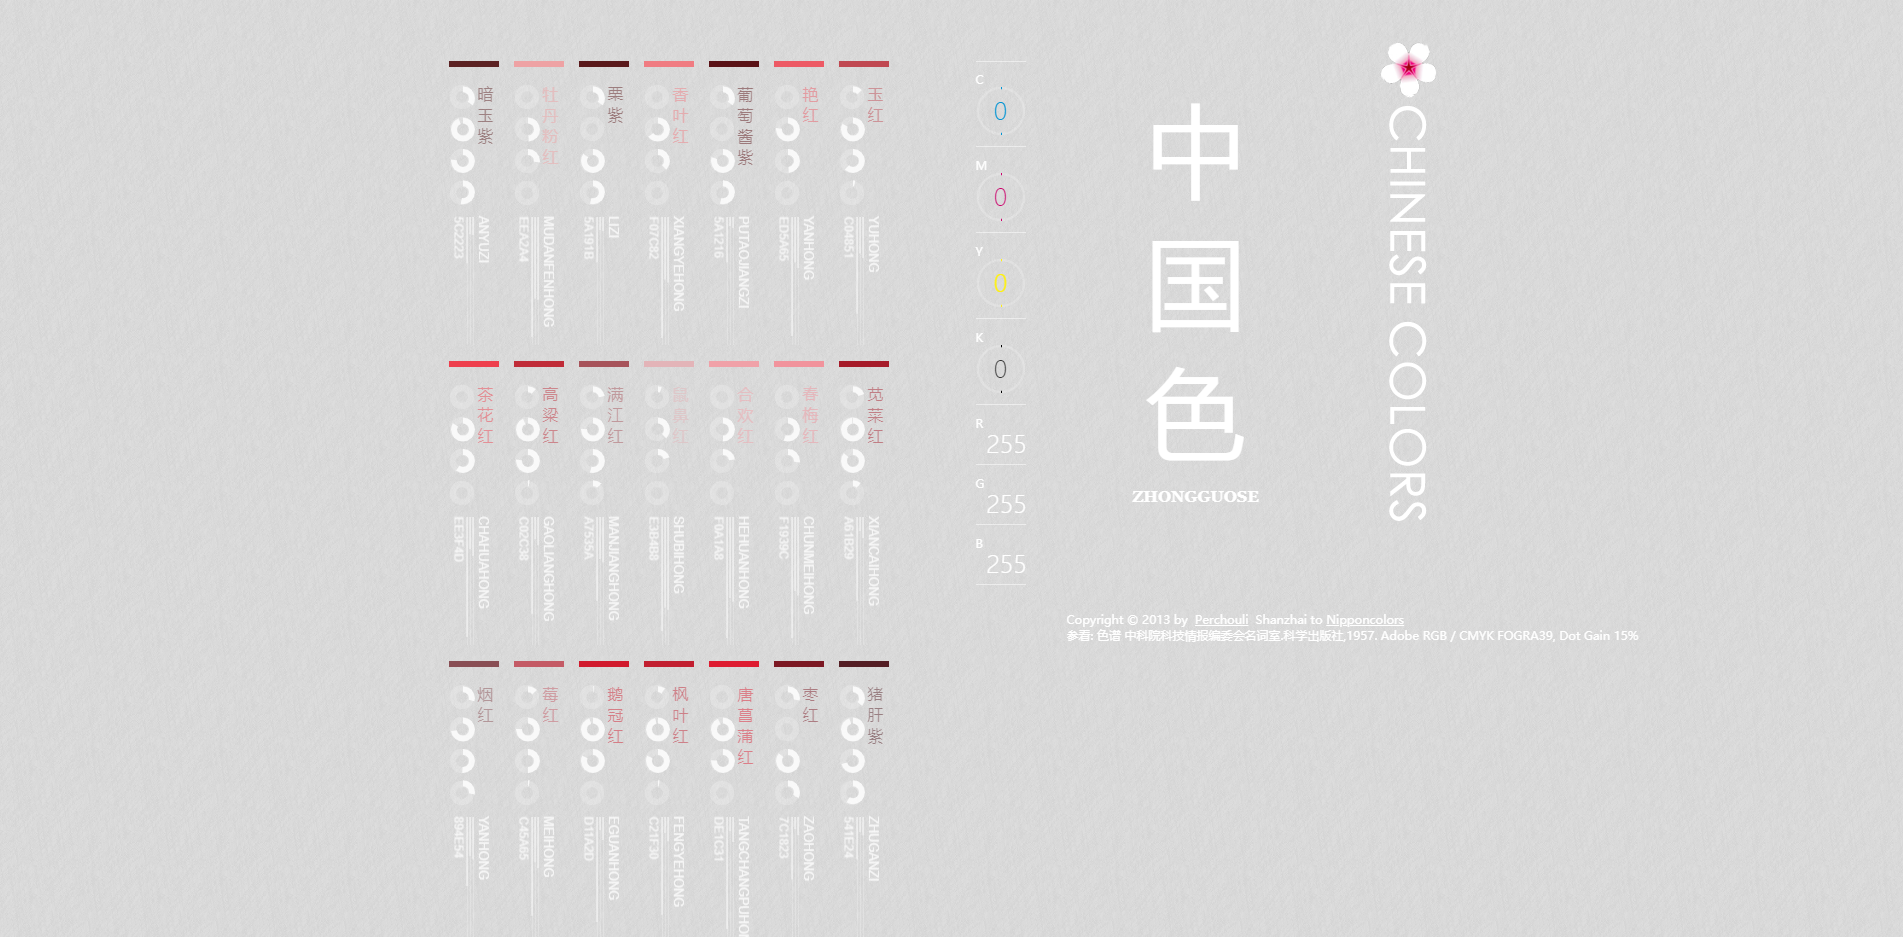 暗玉紫
ANYUZI
5C2223
牡丹粉红
MUDANFENHONG
EEA2A4
栗紫
LIZI
5A191B
香叶红
XIANGYEHONG
F07C82
葡萄酱紫
PUTAOJIANGZI
5A1216
艳红
YANHONG
ED5A65
玉红
YUHONG
C04851
茶花红
CHAHUAHONG
EE3F4D
高粱红
GAOLIANGHONG
C02C38
满江红
MANJIANGHONG
A7535A
鼠鼻红
SHUBIHONG
E3B4B8
合欢红
HEHUANHONG
F0A1A8
春梅红
CHUNMEIHONG
F1939C
苋菜红
XIANCAIHONG
A61B29
烟红
YANHONG
894E54
莓红
MEIHONG
C45A65
鹅冠红
EGUANHONG
D11A2D
枫叶红
FENGYEHONG
C21F30
唐菖蒲红
DE1C31
枣红
ZAOHONG
7C1823
猪肝紫
ZHUGANZI
541E24
C
0
M
0
Y
0
K
0
R
255
G
255
B
255
中国色
ZHONGGUOSE
CHINESE COLORS
Copyright © 2013 by Perchouli Shanzhai to Nipponcolors
参看: 色谱 中科院科技情报编委会名词室.科学出版社,1957. Adobe RGB / CMYK FOGRA39, Dot Gain 15%